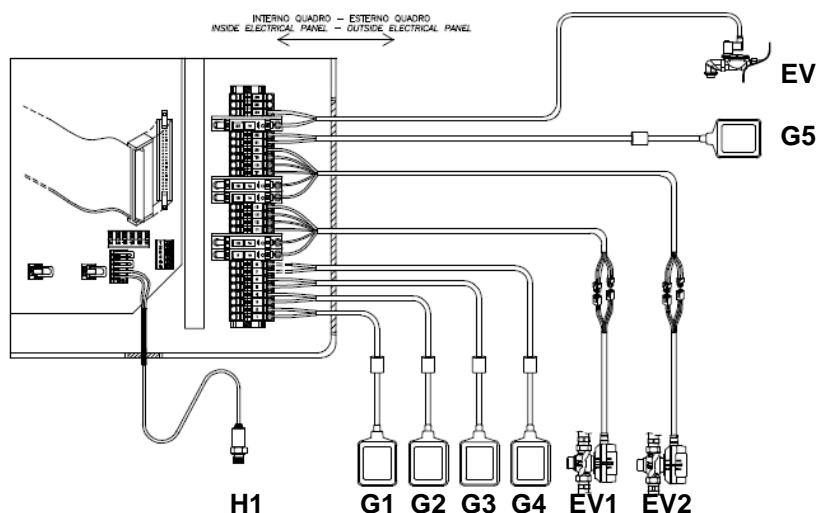 INTERNO QUADRO – ESTERNO QUADRO
INSIDE ELECTRICAL PANEL – OUTSIDE ELECTRICAL PANEL
EV
G5
H1 G1 G2 G3 G4 EV1 EV2